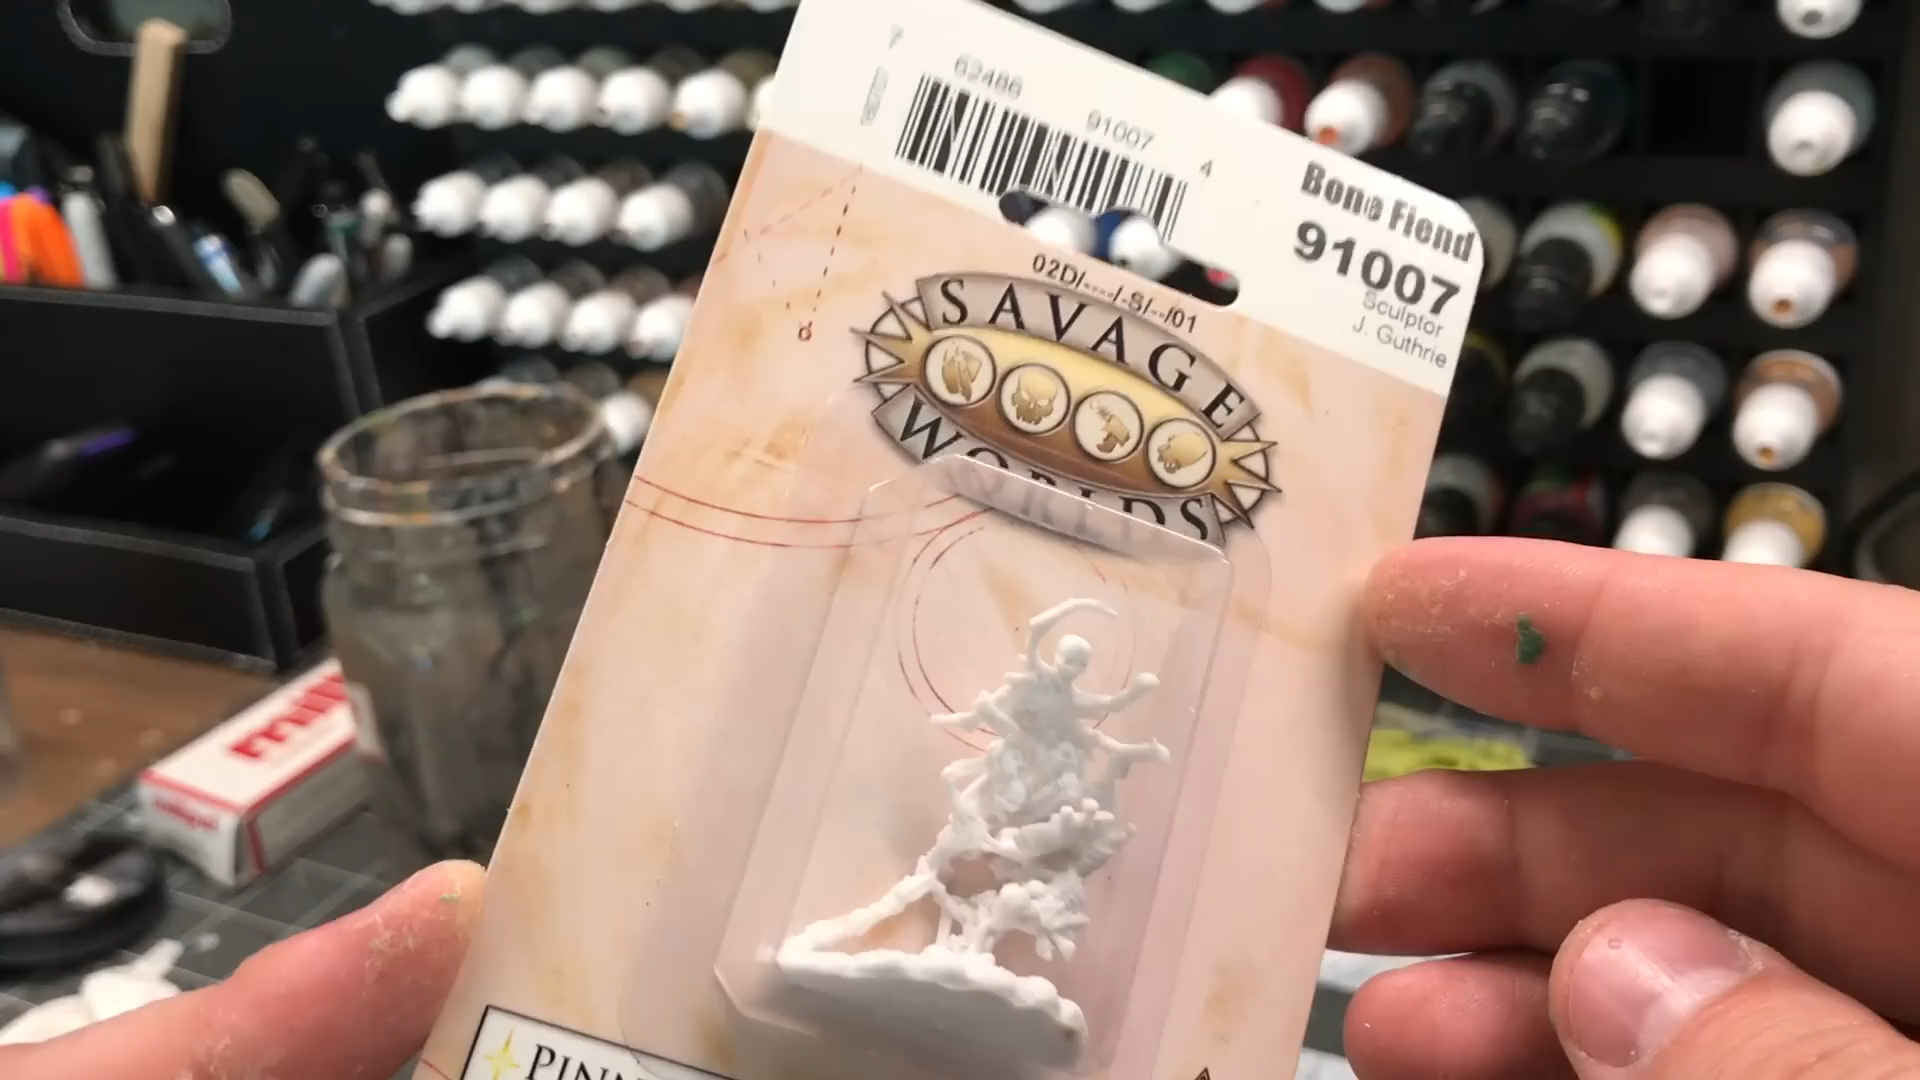 7 62486 91007 4
Bone Fiend
91007
Sculptor
J. Guthrie
02D/----/-S/--/01
SAVAGE
WORLDS